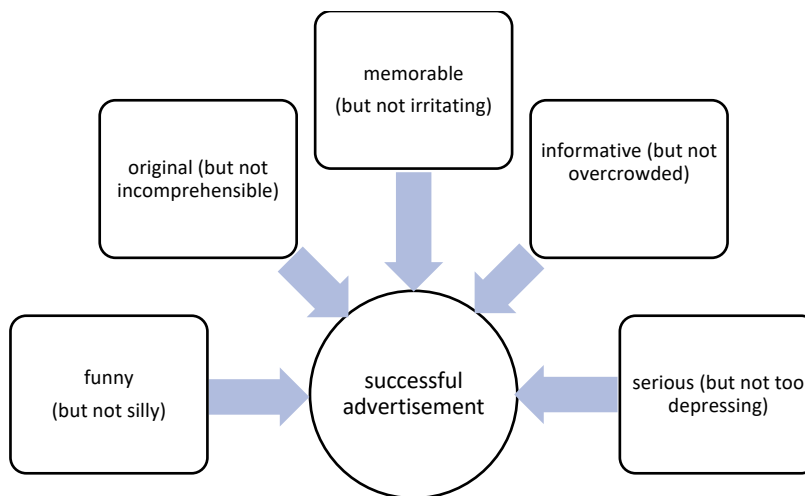 memorable
(but not irritating)
original (but not
incomprehensible)
informative (but not
overcrowded)
funny
(but not silly)
successful
advertisement
serious (but not too
depressing)